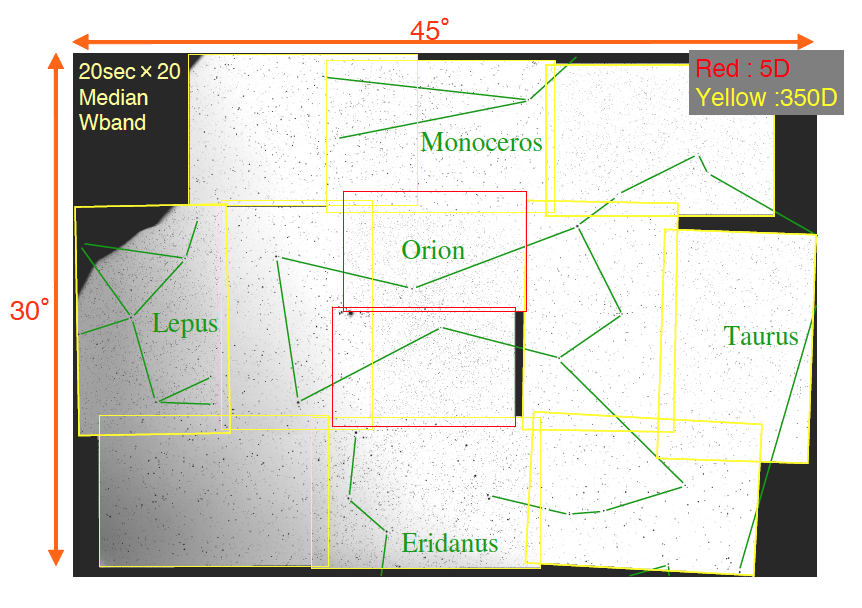 45°
20sec×20
Median
Wband
Red : 5D
Yellow :350D
Monoceros
Orion
30°
Lepus
Taurus
Eridanus